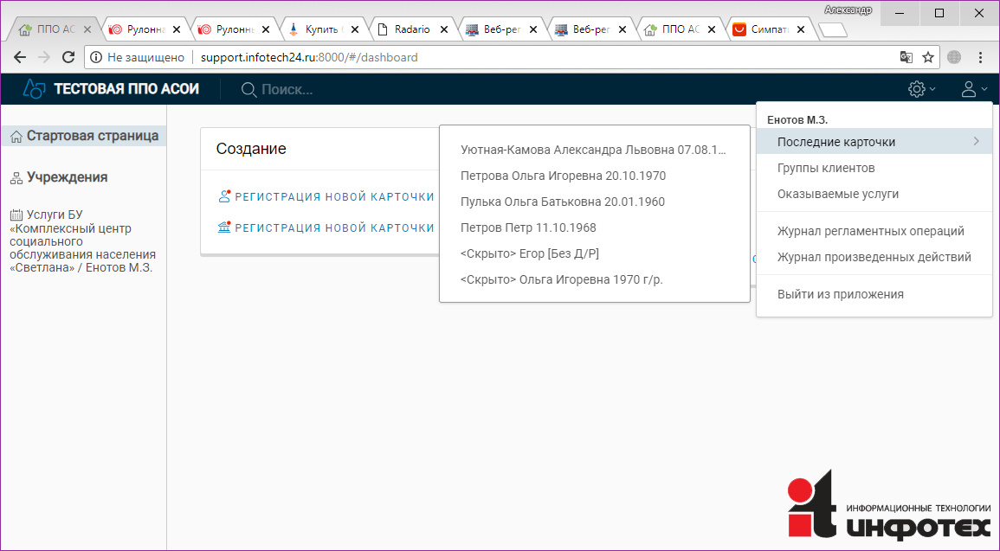 Александр
ППО АС
Рулонна
Рулоннь
Купить
Radario
Веб-рег
Веб-рег
ППО АС
Симпат
Не защищено
support.infotech24.ru:8000/#/dashboard
ТЕСТОВАЯ ППО АСОИ
Поиск...
Стартовая страница
Учреждения
Услуги БУ
«Комплексный центр
социального
обслуживания населения
«Светлана» / Енотов М.З.
Создание
РЕГИСТРАЦИЯ НОВОЙ КАРТОЧКИ
РЕГИСТРАЦИЯ НОВОЙ КАРТОЧКИ
Уютная-Камова Александра Львовна 07.08.1...
Петрова Ольга Игоревна 20.10.1970
Пулька Ольга Батьковна 20.01.1960
Петров Петр 11.10.1968
<Скрыто> Егор [Без Д/Р]
<Скрыто> Ольга Игоревна 1970 г/р.
Енотов М.З.
Последние карточки
Группы клиентов
Оказываемые услуги
Журнал регламентных операций
Журнал произведенных действий
Выйти из приложения
ИНФОРМАЦИОННЫЕ ТЕХНОЛОГИИ
it инфотех